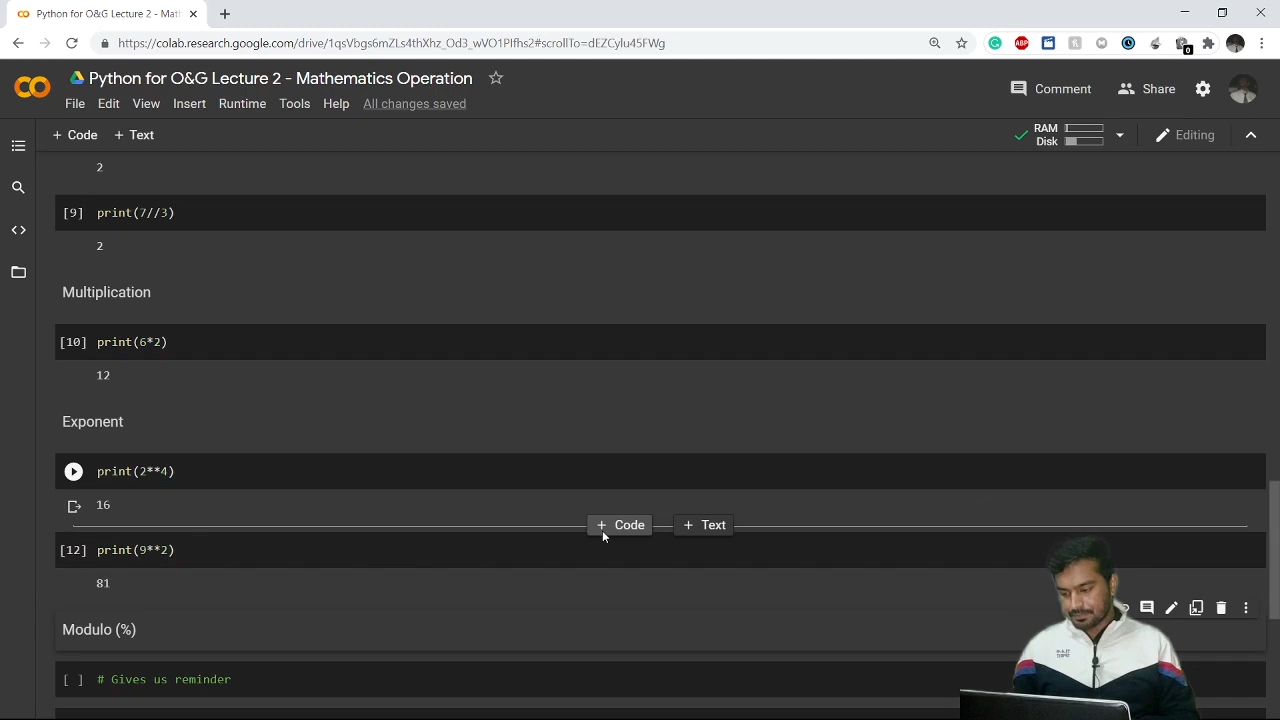 Python for O&G Lecture 2 - Mat
https://colab.research.google.com/drive/
#scrollTo=dEZCylu45FWg
0
Python for O&G Lecture 2 - Mathematics Operation
File Edit View Insert Runtime Tools Help All changes saved
Comment
Share
+ Code + Text
RAM
Disk
Editing
2
[9] print(7//3)
2
Multiplication
[10] print(6*2)
12
Exponent
print(2**4)
16
+ Code + Text
[12] print(9**2)
81
Modulo (%)
[ ] # Gives us reminder